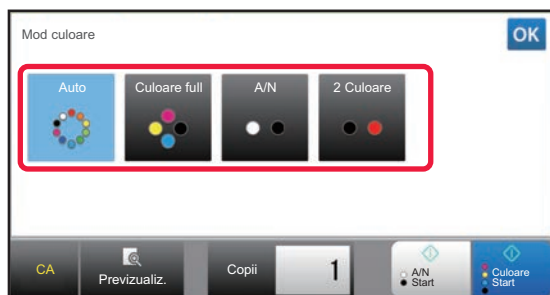 Mod culoare
OK
Auto
Culoare full
A/N
2 Culoare
CA
Previzualiz.
Copii
1
A/N
Start
Culoare
Start